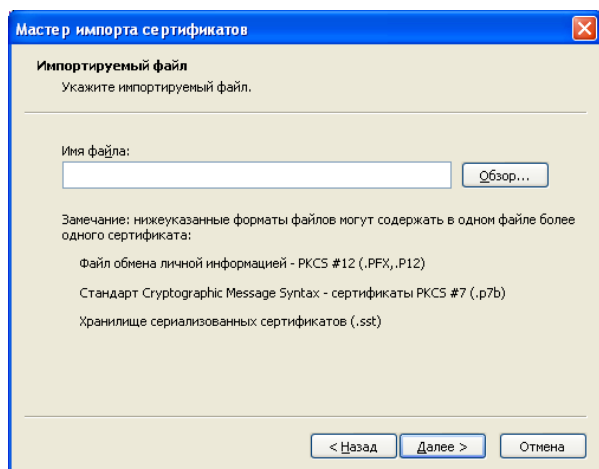 Мастер импорта сертификатов
Импортируемый файл
Укажите импортируемый файл.
Имя файла:
Обзор...
Замечание: нижеуказанные форматы файлов могут содержать в одном файле более
одного сертификата:
Файл обмена личной информацией - PKCS #12 (.PFX,.P12)
Стандарт Cryptographic Message Syntax - сертификаты PKCS #7 (.p7b)
Хранилище сериализованных сертификатов (.sst)
< Назад Далее > Отмена